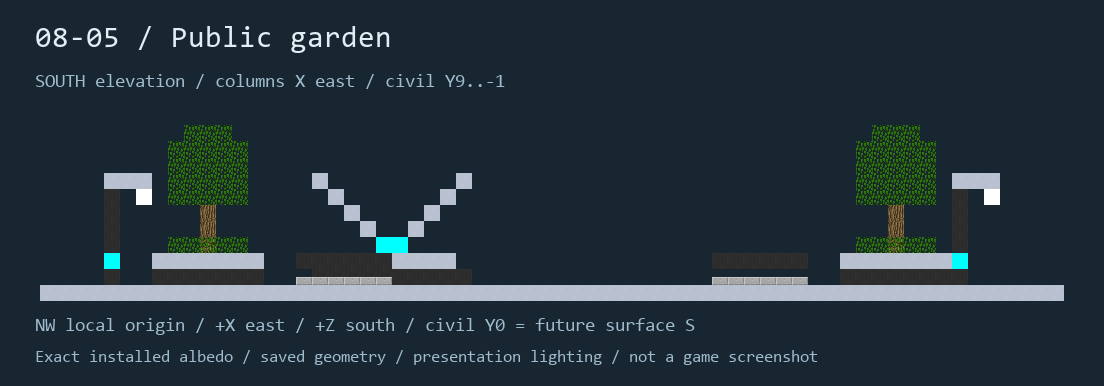 08-05 / Public garden
SOUTH elevation / columns X east / civil Y9..-1
NW local origin / +X east / +Z south / civil Y0 = future surface S
Exact installed albedo / saved geometry / presentation lighting / not a game screenshot